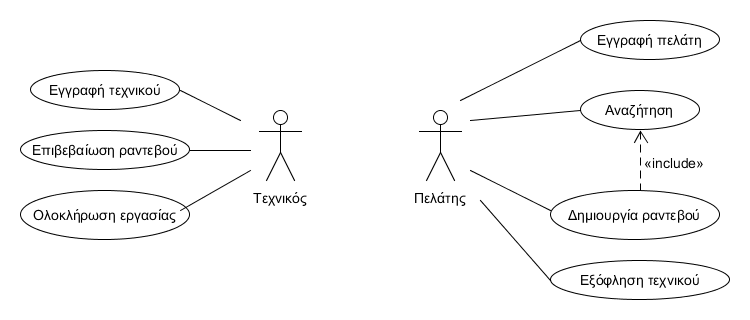 Εγγραφή πελάτη
Εγγραφή τεχνικού
Αναζήτηση
Επιβεβαίωση ραντεβού
«include»
Τεχνικός
Πελάτης
Ολοκλήρωση εργασίας
Δημιουργία ραντεβού
Εξόφληση τεχνικού